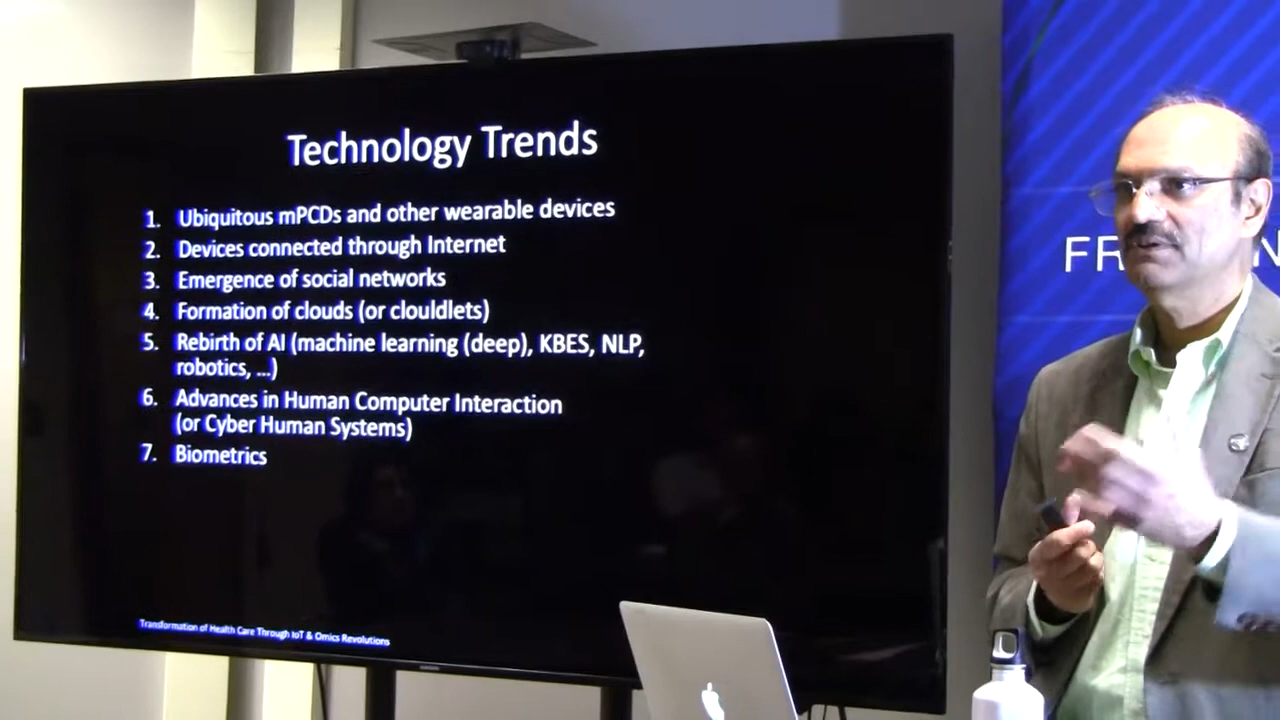 Technology Trends
1. Ubiquitous mPCDs and other wearable devices
2. Devices connected through Internet
3. Emergence of social networks
4. Formation of clouds (or clouldlets)
5. Rebirth of AI (machine learning (deep), KBES, NLP,
robotics, ...)
6. Advances in Human Computer Interaction
(or Cyber Human Systems)
7. Biometrics
Transformation of Health Care Through IoT & Omics Revolutions
FR
N